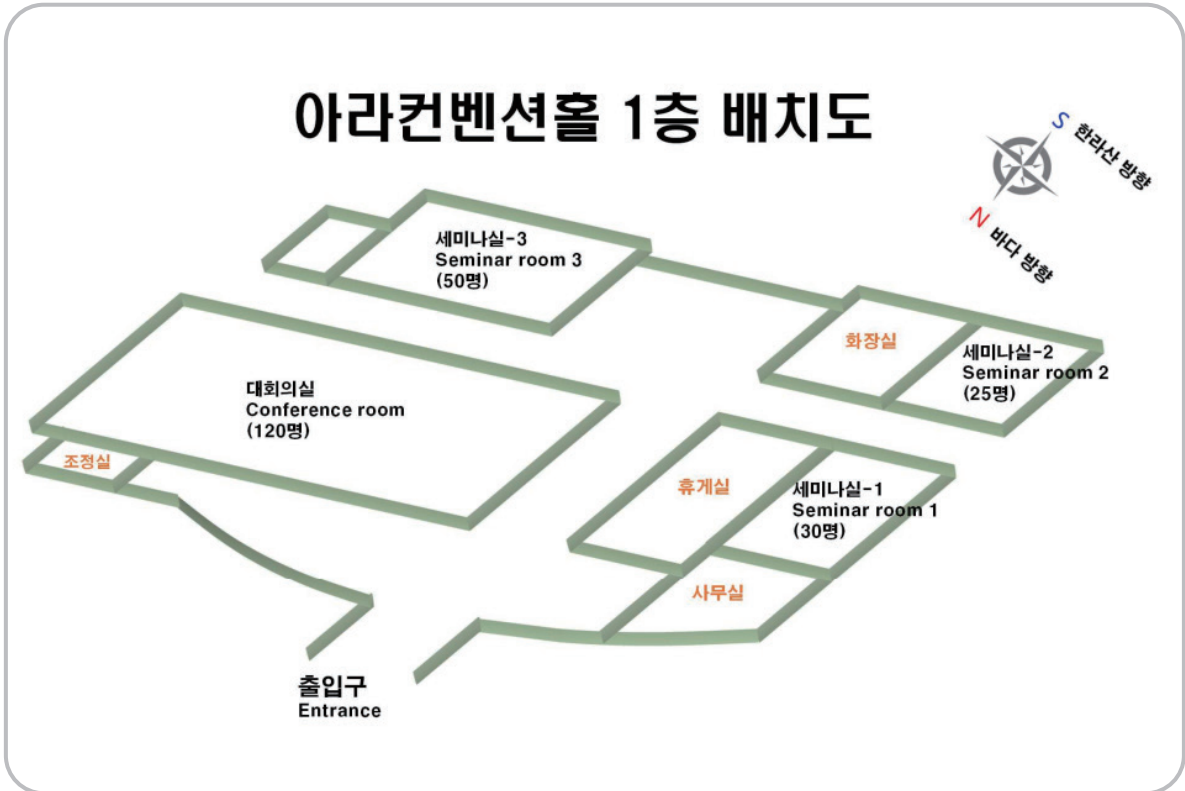 아라컨벤션홀 1층 배치도
S 한라산 방향
N 바다 방향
세미나실-3
Seminar room 3
(50명)
화장실
세미나실-2
Seminar room 2
(25명)
대회의실
Conference room
(120명)
조정실
휴게실
세미나실-1
Seminar room 1
(30명)
사무실
출입구
Entrance